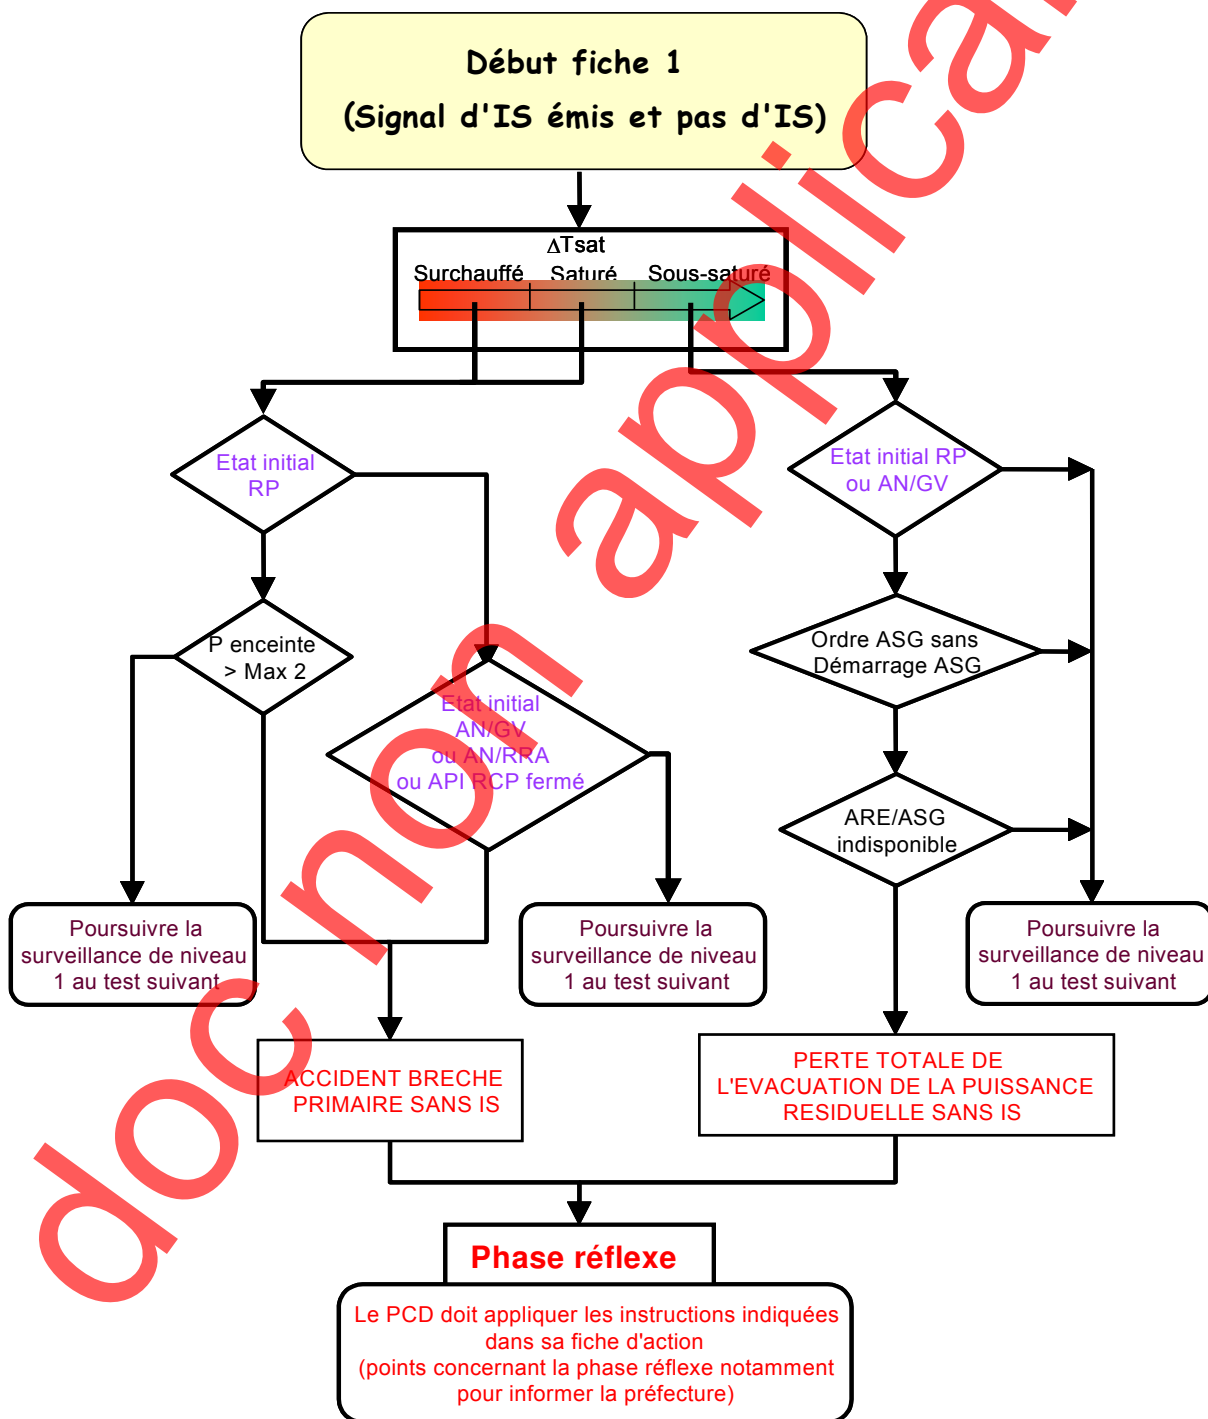 Début fiche 1
(Signal d'IS émis et pas d'IS)
ΔTsat
Surchauffé
Saturé
Sous-saturé
Etat initial
RP
Etat initial RP
ou AN/GV
P enceinte
> Max 2
Ordre ASG sans
Démarrage ASG
Etat initial
AN/GV
ou AN/RRA
ou API RCP fermé
ARE/ASG
indisponible
Poursuivre la
surveillance de niveau
1 au test suivant
Poursuivre la
surveillance de niveau
1 au test suivant
Poursuivre la
surveillance de niveau
1 au test suivant
ACCIDENT BRECHE
PRIMAIRE SANS IS
PERTE TOTALE DE
L'EVACUATION DE LA PUISSANCE
RESIDUELLE SANS IS
Phase réflexe
Le PCD doit appliquer les instructions indiquées
dans sa fiche d'action
(points concernant la phase réflexe notamment
pour informer la préfecture)
doc non